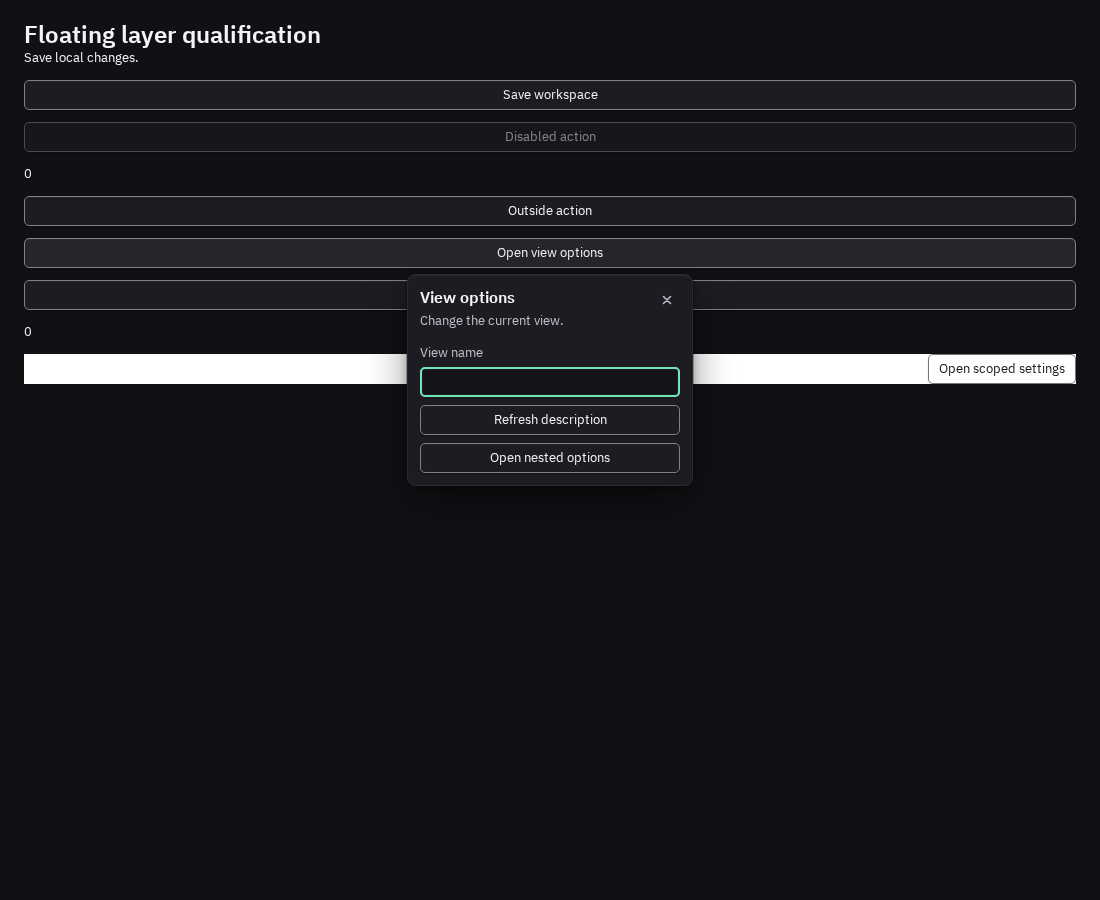 Floating layer qualification
Save local changes.
Save workspace
Disabled action
0
Outside action
Open view options
View options
Change the current view.
0
View name
Open scoped settings
Refresh description
Open nested options